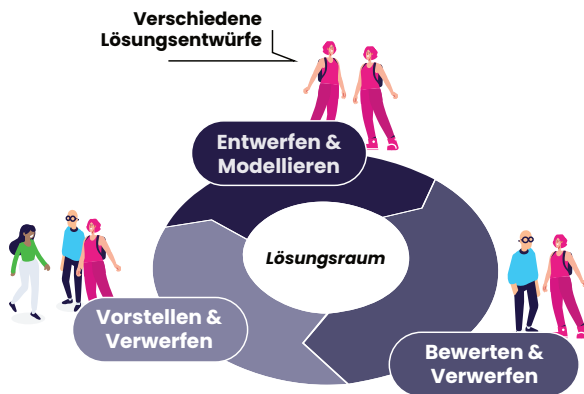 Verschiedene
Lösungsentwürfe
Entwerfen &
Modellieren
Lösungsraum
Vorstellen &
Verwerfen
Bewerten &
Verwerfen